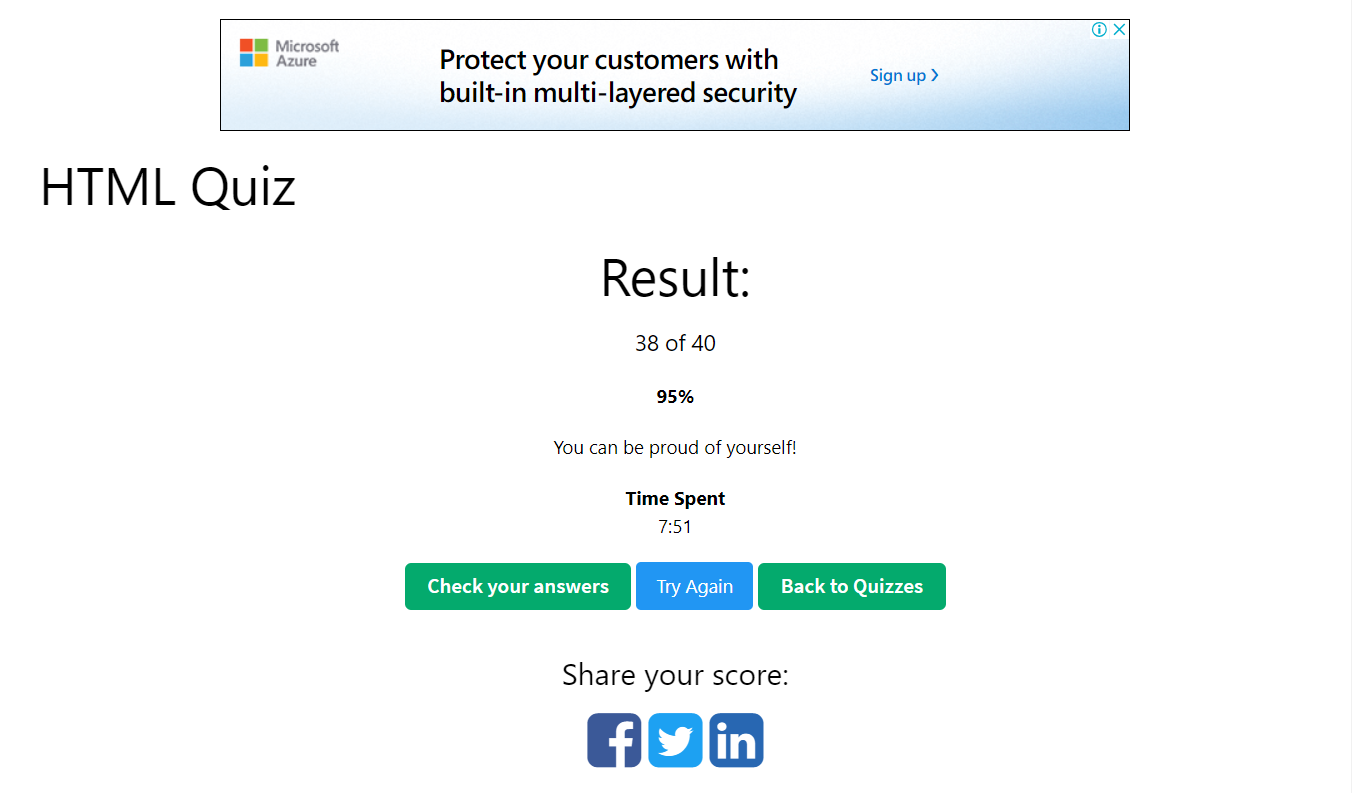 Microsoft
Azure
Protect your customers with
built-in multi-layered security
Sign up
HTML Quiz
Result:
38 of 40
95%
You can be proud of yourself!
Time Spent
7:51
Check your answers Try Again Back to Quizzes
Share your score: